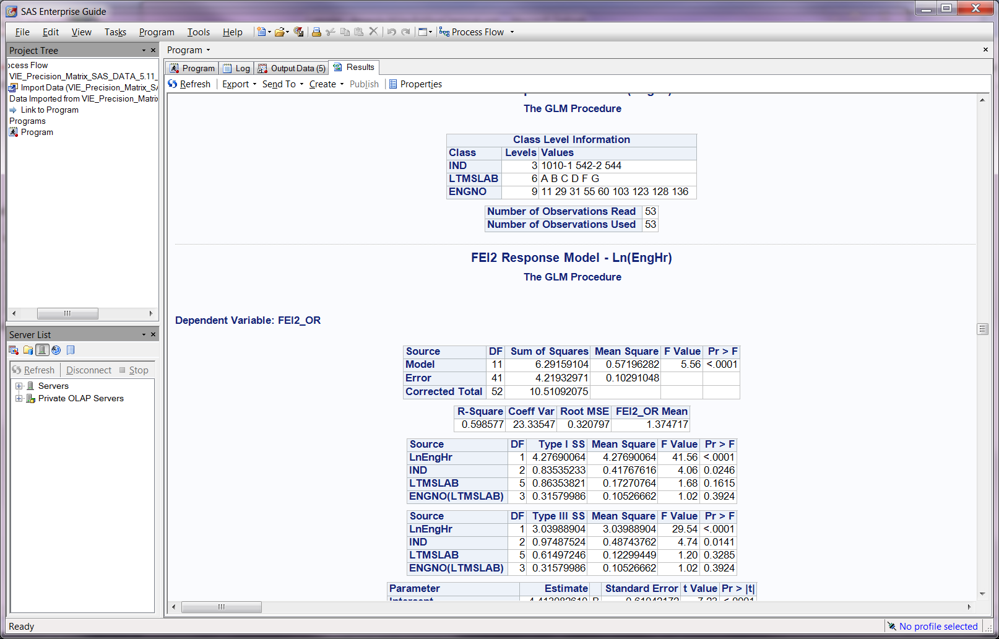 SAS Enterprise Guide
File Edit View Tasks Program Tools Help Process Flow
Project Tree
Program
ocess Flow
VIE_Precision_Matrix_SAS_DATA_5.11_
Import Data (VIE_Precision_Matrix_SA
Data Imported from VIE_Precision_Matrix
Link to Program
Programs
Program
Program Log Output Data (5) Results
Refresh Export Send To Create Publish Properties
The GLM Procedure
Class Level Information
Class Levels Values
IND 3 1010-1 542-2 544
LTMSLAB 6 A B C D F G
ENGNO 9 11 29 31 55 60 103 123 128 136
Number of Observations Read 53
Number of Observations Used 53
FEI2 Response Model - Ln(EngHr)
The GLM Procedure
Dependent Variable: FEI2_OR
Source DF Sum of Squares Mean Square F Value Pr > F
Model 11 6.29159104 0.57196282 5.56 <.0001
Error 41 4.21932971 0.10291048
Corrected Total 52 10.51092075
R-Square Coeff Var Root MSE FEI2_OR Mean
0.598577 23.33547 0.320797 1.374717
Source DF Type I SS Mean Square F Value Pr > F
LnEngHr 1 4.27690064 4.27690064 41.56 <.0001
IND 2 0.83535233 0.41767616 4.06 0.0246
LTMSLAB 5 0.86353821 0.17270764 1.68 0.1615
ENGNO(LTMSLAB) 3 0.31579986 0.10526662 1.02 0.3924
Source DF Type III SS Mean Square F Value Pr > F
LnEngHr 1 3.03988904 3.03988904 29.54 <.0001
IND 2 0.97487524 0.48743762 4.74 0.0141
LTMSLAB 5 0.61497246 0.12299449 1.20 0.3285
ENGNO(LTMSLAB) 3 0.31579986 0.10526662 1.02 0.3924
Parameter Estimate Standard Error t Value Pr > |t|
Server List
Refresh Disconnect Stop
Servers
Private OLAP Servers
Ready
No profile selected